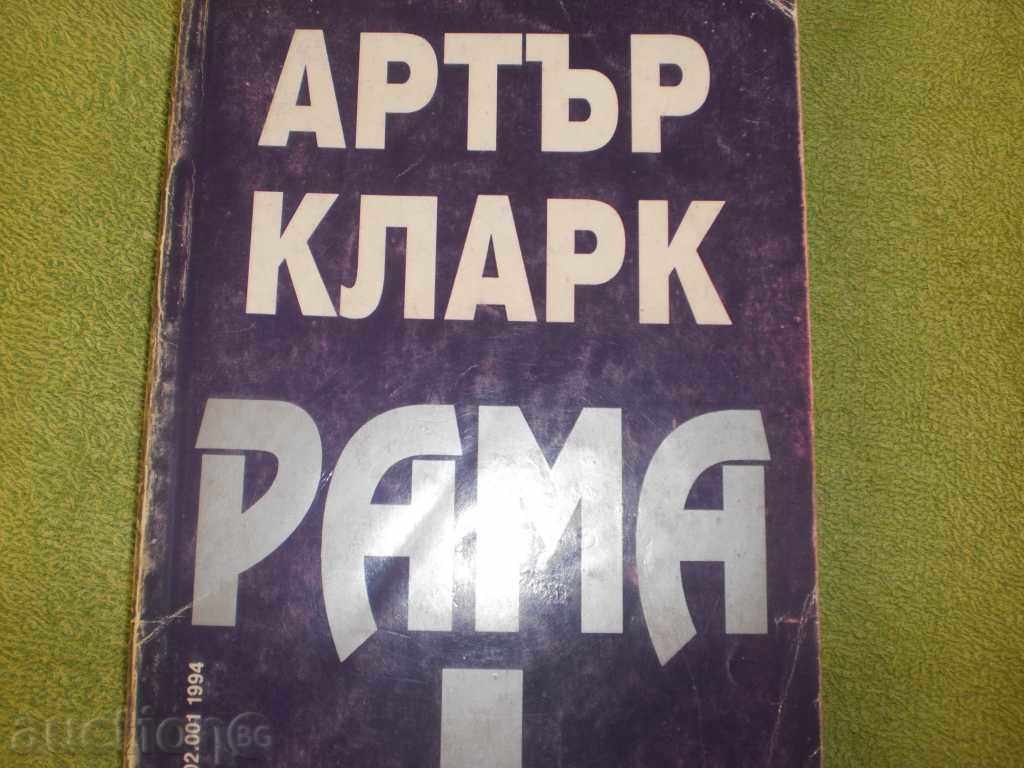 АРТЪР
КЛАРК
РАМА
I
02.001 1994
auction BG